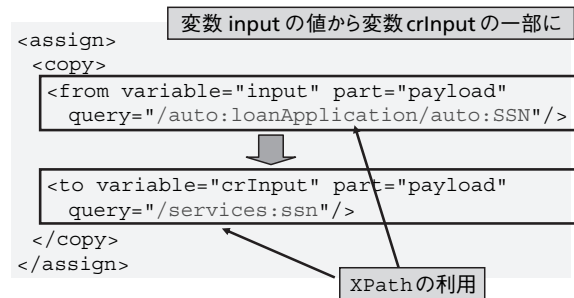 変数 input の値から変数 crInput の一部に
<assign>
<copy>
<from variable="input" part="payload"
query="/auto:loanApplication/auto:SSN"/>
<to variable="crInput" part="payload"
query="/services:ssn"/>
</copy>
</assign>
XPathの利用